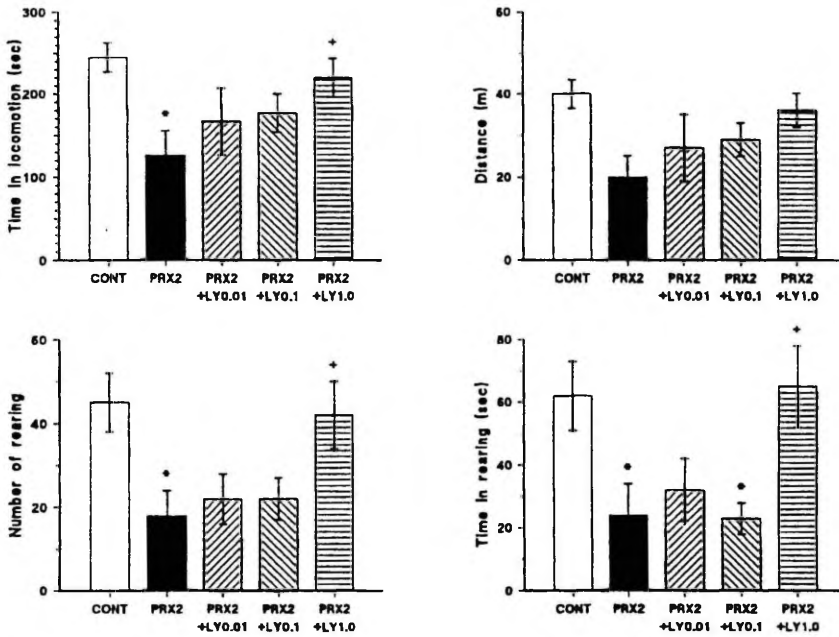 Time in locomotion (sec)
300
200
100
0
*
+
CONT PRX2 PRX2 PRX2 PRX2
+LY0.01 +LY0.1 +LY1.0
Distance (m)
60
40
20
0
CONT PRX2 PRX2 PRX2 PRX2
+LY0.01 +LY0.1 +LY1.0
Number of rearing
60
40
20
0
*
+
CONT PRX2 PRX2 PRX2 PRX2
+LY0.01 +LY0.1 +LY1.0
Time in rearing (sec)
80
60
40
20
0
*
*
+
CONT PRX2 PRX2 PRX2 PRX2
+LY0.01 +LY0.1 +LY1.0